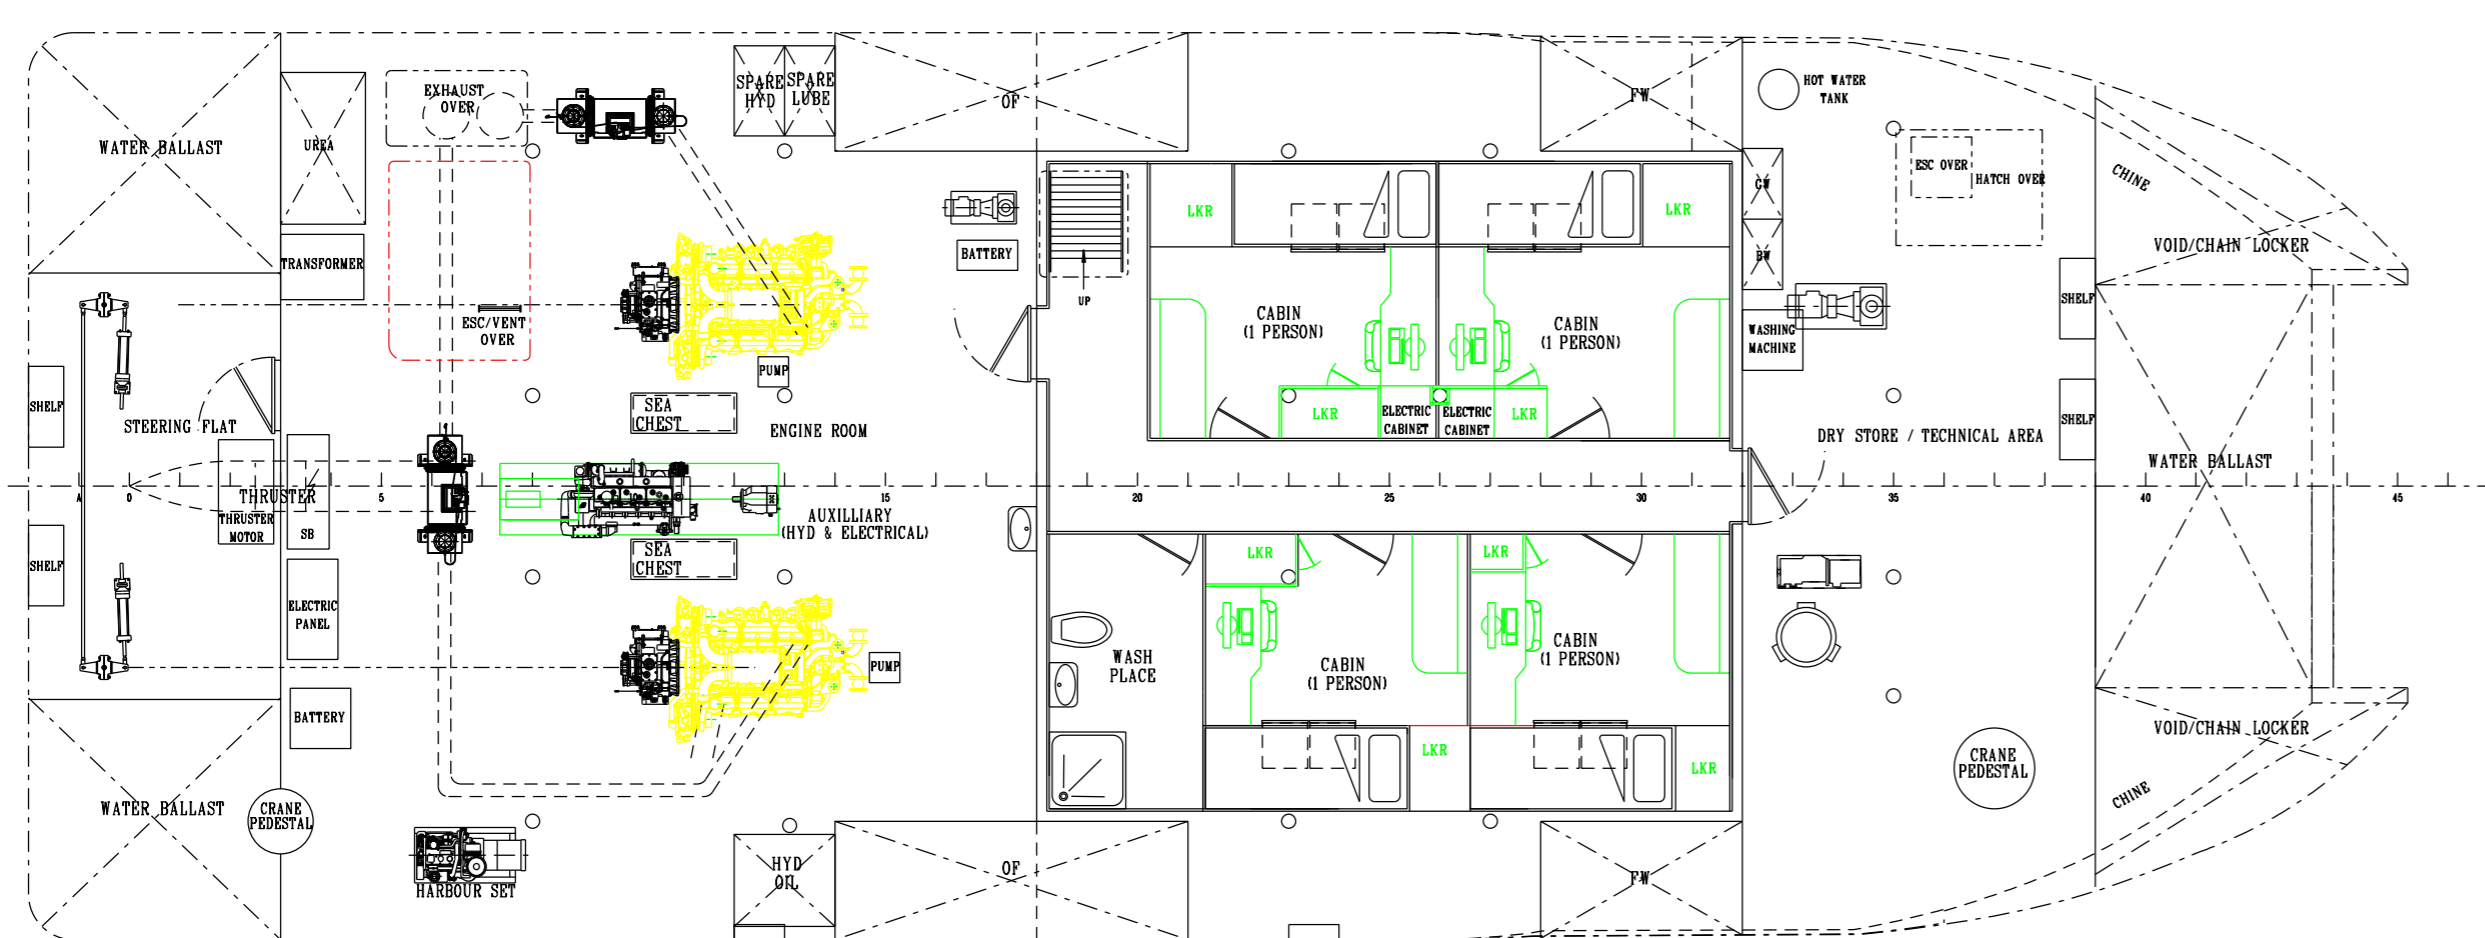 WATER BALLAST
UREA
EXHAUST
OVER
SPARE
HYD
SPARE
LUBE
OF
FW
HOT WATER
TANK
ESC OVER
HATCH OVER
CHINE
GW
BW
LKR
LKR
TRANSFORMER
BATTERY
UP
VOID/CHAIN LOCKER
ESC/VENT
OVER
CABIN
(1 PERSON)
CABIN
(1 PERSON)
WASHING
MACHINE
SHELF
PUMP
SHELF
SEA
CHEST
STEERING FLAT
ENGINE ROOM
LKR
ELECTRIC
CABINET
ELECTRIC
CABINET
LKR
SHELF
DRY STORE / TECHNICAL AREA
WATER BALLAST
A
0
5
10
15
20
25
30
35
40
45
THRUSTER
THRUSTER
MOTOR
SB
AUXILLIARY
(HYD & ELECTRICAL)
SEA
CHEST
SHELF
LKR
LKR
ELECTRIC
PANEL
WASH
PLACE
CABIN
(1 PERSON)
CABIN
(1 PERSON)
PUMP
BATTERY
LKR
LKR
VOID/CHAIN LOCKER
CRANE
PEDESTAL
CHINE
WATER BALLAST
CRANE
PEDESTAL
HARBOUR SET
HYD
OIL
OF
FW